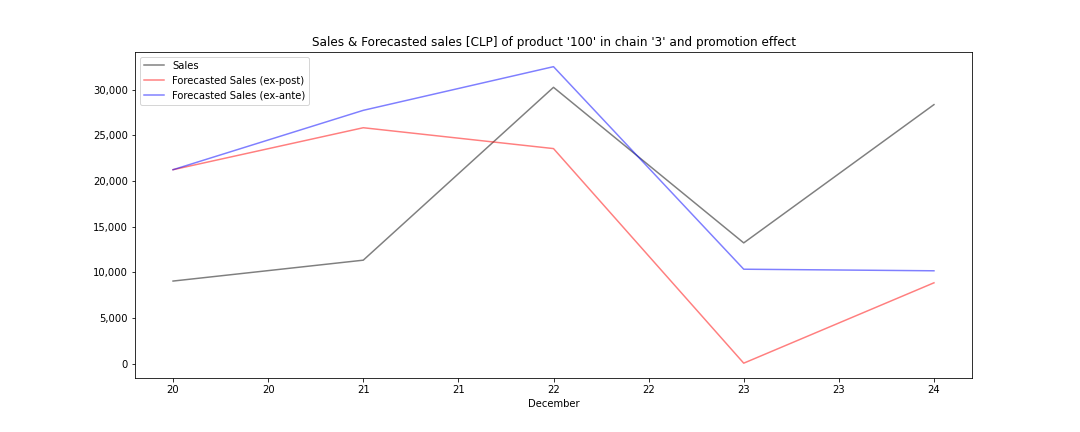 Sales & Forecasted sales [CLP] of product '100' in chain '3' and promotion effect
Sales
Forecasted Sales (ex-post)
Forecasted Sales (ex-ante)
30,000
25,000
20,000
15,000
10,000
5,000
0
20 20 21 21 22 22 23 23 24
December